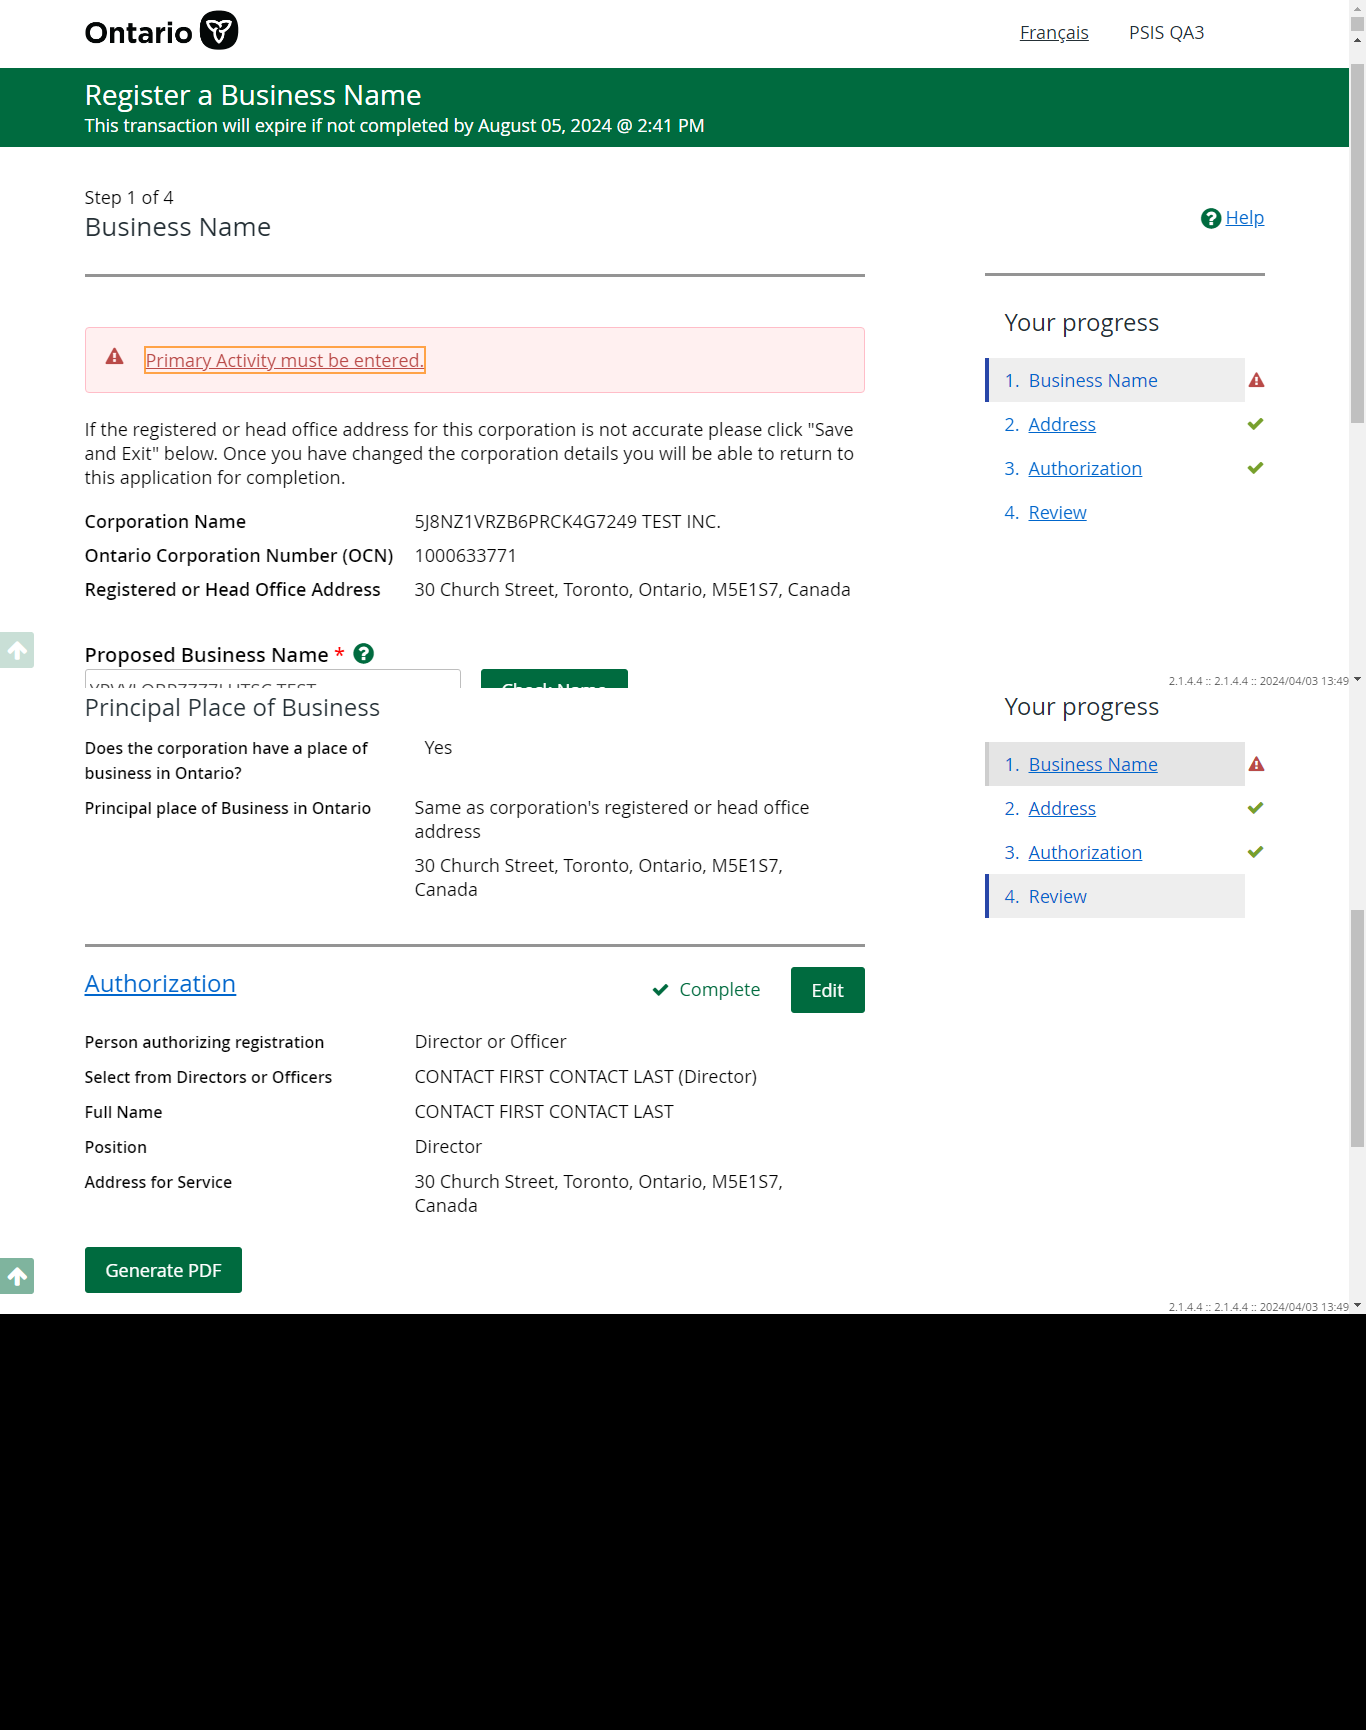 Ontario
Français PSIS QA3
Register a Business Name
This transaction will expire if not completed by August 05, 2024 @ 2:41 PM
Step 1 of 4
Business Name
Help
Primary Activity must be entered.
If the registered or head office address for this corporation is not accurate please click "Save
and Exit" below. Once you have changed the corporation details you will be able to return to
this application for completion.
Corporation Name 5J8NZ1VRZB6PRCK4G7249 TEST INC.
Ontario Corporation Number (OCN) 1000633771
Registered or Head Office Address 30 Church Street, Toronto, Ontario, M5E1S7, Canada
Proposed Business Name *
Check Name
Your progress
1. Business Name
2. Address
3. Authorization
4. Review
2.1.4.4 :: 2.1.4.4 :: 2024/04/03 13:49
Principal Place of Business
Does the corporation have a place of
business in Ontario?
Yes
Principal place of Business in Ontario
Same as corporation's registered or head office
address
30 Church Street, Toronto, Ontario, M5E1S7,
Canada
Authorization
Complete
Edit
Person authorizing registration Director or Officer
Select from Directors or Officers CONTACT FIRST CONTACT LAST (Director)
Full Name CONTACT FIRST CONTACT LAST
Position Director
Address for Service 30 Church Street, Toronto, Ontario, M5E1S7,
Canada
Generate PDF
Your progress
1. Business Name
2. Address
3. Authorization
4. Review
2.1.4.4 :: 2.1.4.4 :: 2024/04/03 13:49